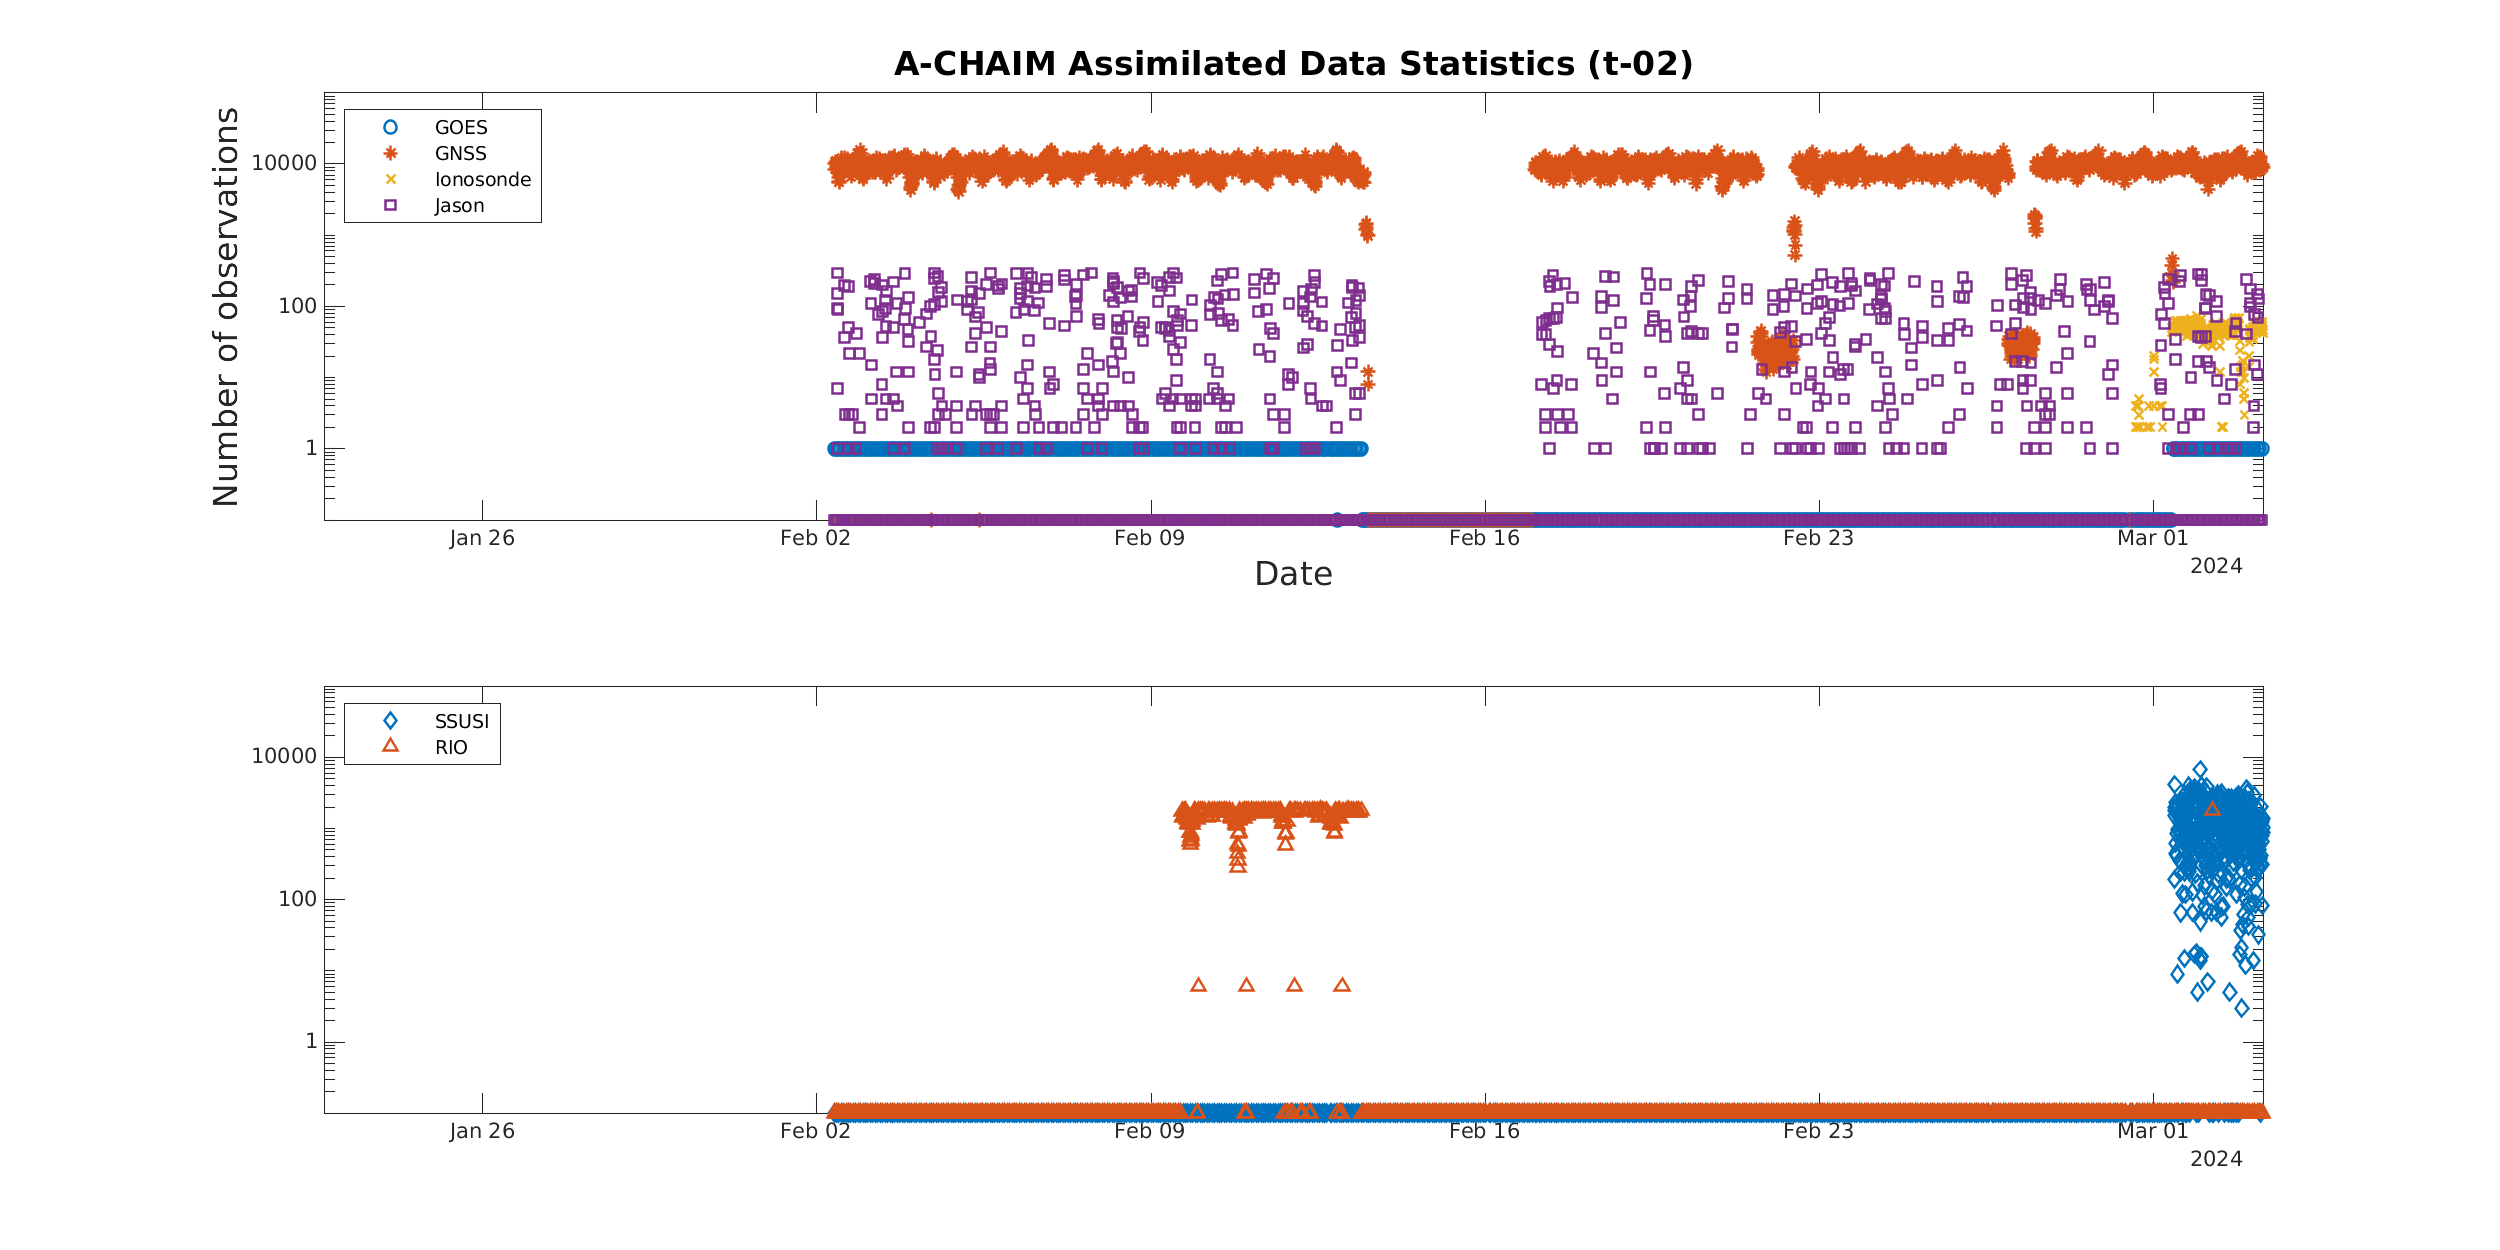 A-CHAIM Assimilated Data Statistics (t-02)
Number of observations
10000
100
1
GOES
GNSS
Ionosonde
Jason
Jan 26
Feb 02
Feb 09
Feb 16
Feb 23
Mar 01
2024
Date
10000
100
1
SSUSI
RIO
Jan 26
Feb 02
Feb 09
Feb 16
Feb 23
Mar 01
2024